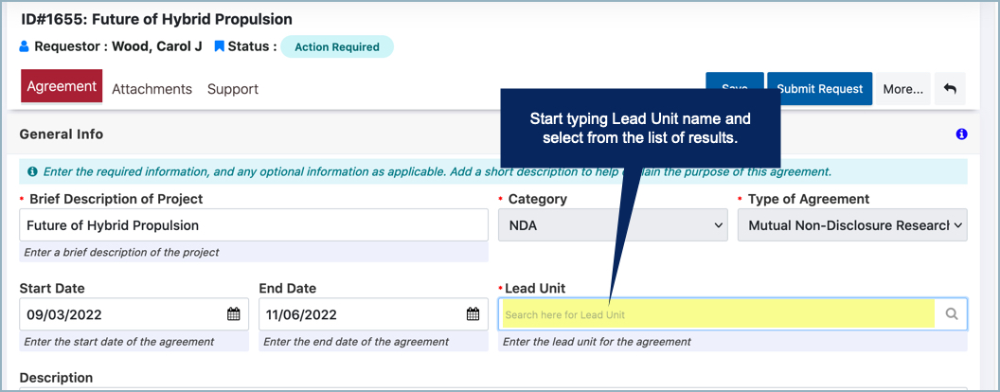 ID#1655: Future of Hybrid Propulsion
Requestor : Wood, Carol J Status : Action Required
Agreement Attachments Support Save Submit Request More...
Start typing Lead Unit name and
select from the list of results.
General Info
Enter the required information, and any optional information as applicable. Add a short description to help explain the purpose of this agreement.
* Brief Description of Project * Category * Type of Agreement
Future of Hybrid Propulsion NDA Mutual Non-Disclosure Research
Enter a brief description of the project
Start Date End Date * Lead Unit
09/03/2022 11/06/2022 Search here for Lead Unit
Enter the start date of the agreement Enter the end date of the agreement Enter the lead unit for the agreement
Description